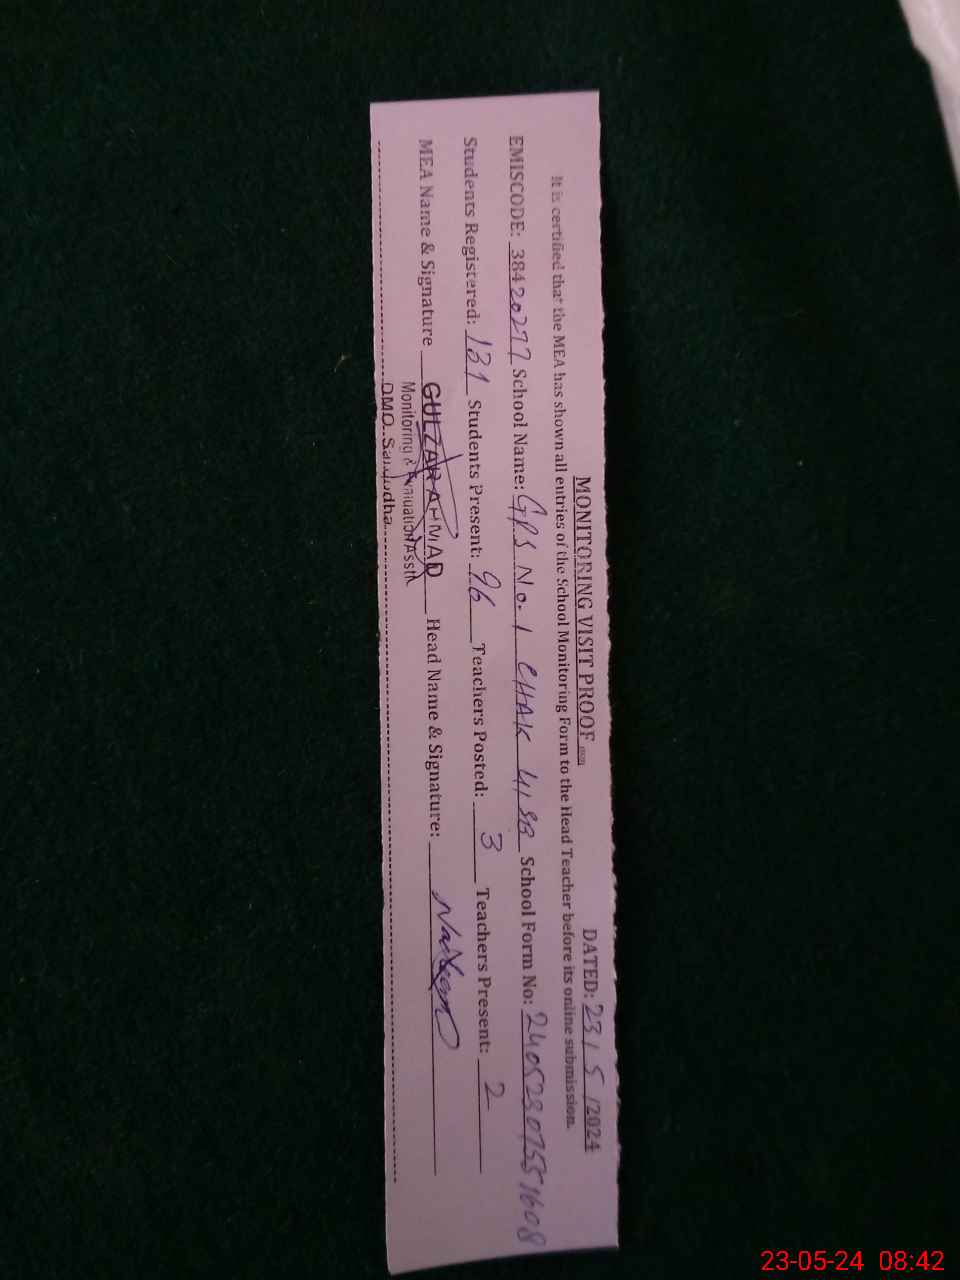 MONITORING VISIT PROOF
DATED: 23/5/2024
It is certified that the MEA has shown all entries of the School Monitoring Form to the Head Teacher before its online submission.
EMISCODE: 38420277 School Name: GPS No. 1 CHAK 41 SB School Form No:
Students Registered: 131 Students Present: 96 Teachers Posted: 3 Teachers Present: 2
MEA Name & Signature GULZAR AHMAD Head Name & Signature:
Monitoring & Evaluation Asstt.
DMO Sargodha
23-05-24 08:42